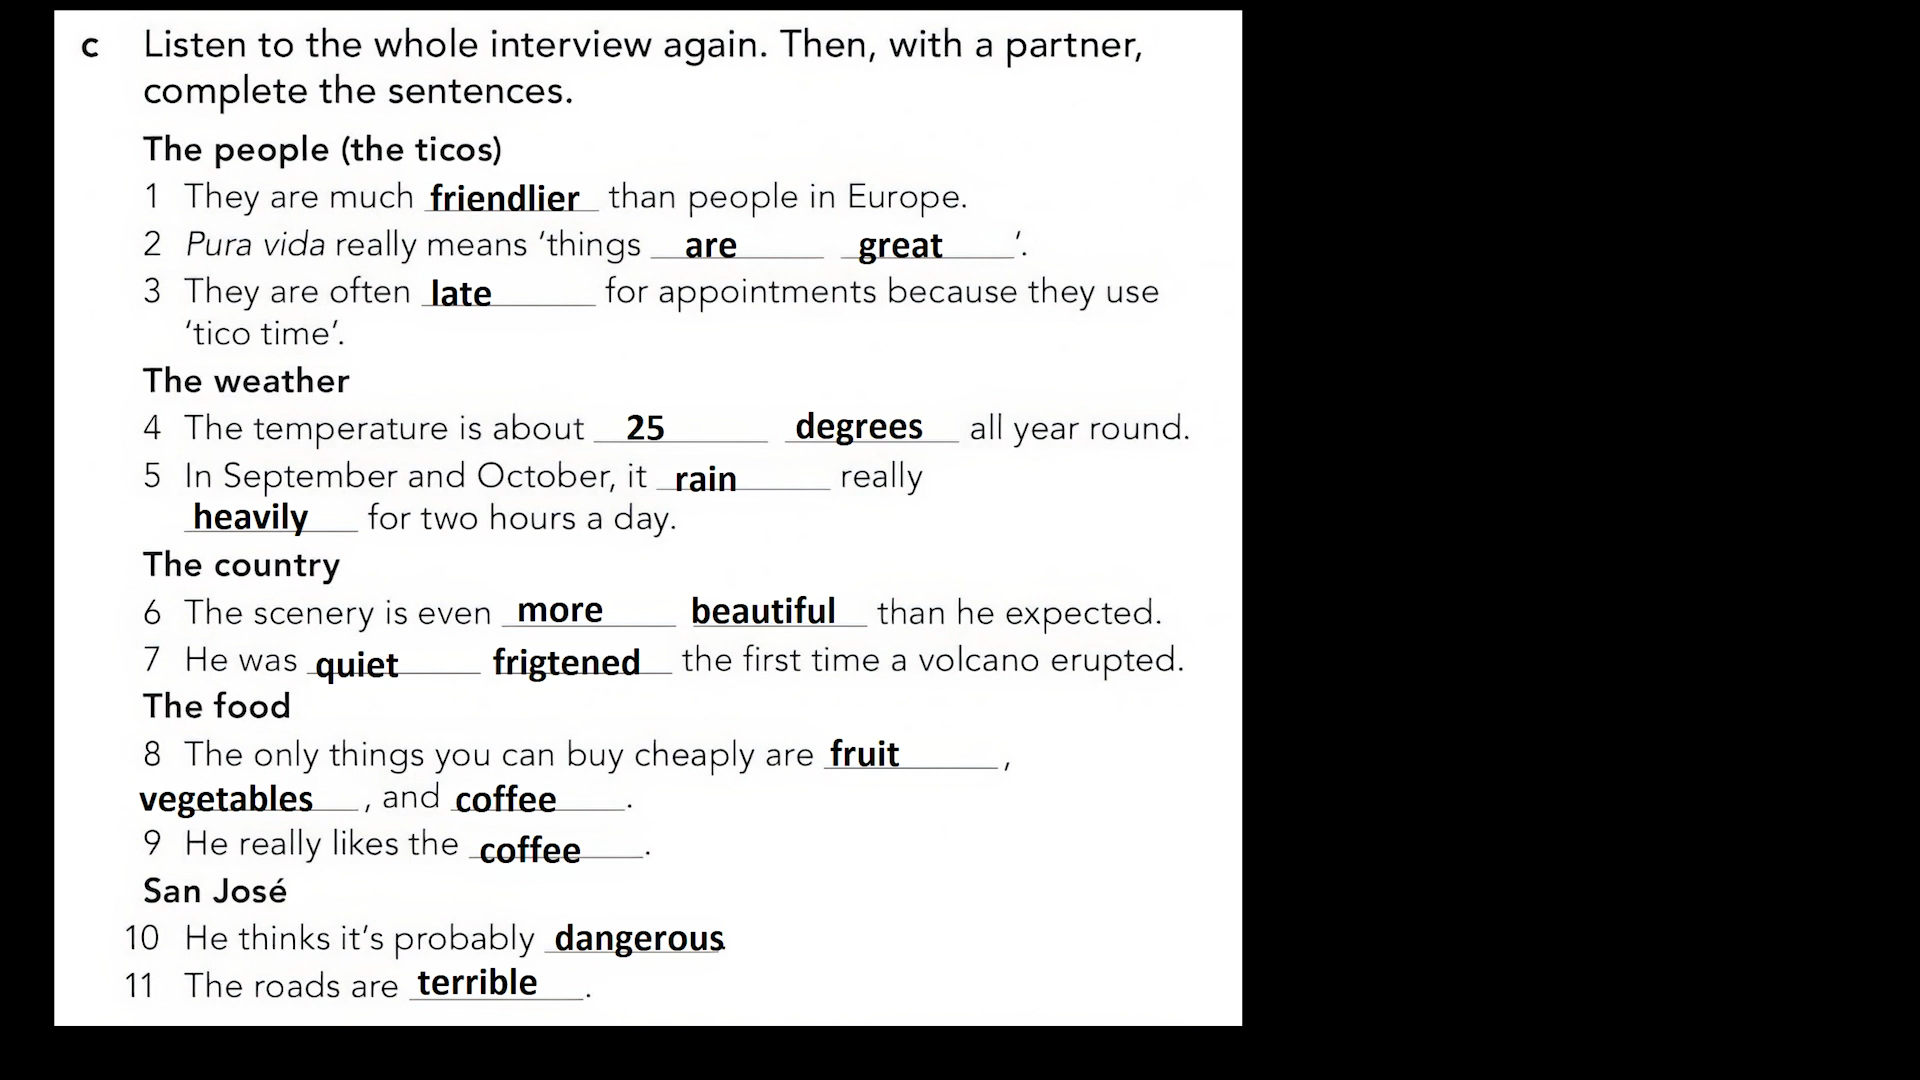 c Listen to the whole interview again. Then, with a partner,
complete the sentences.
The people (the ticos)
1 They are much friendlier than people in Europe.
2 Pura vida really means ‘things are great ’.
3 They are often late for appointments because they use
‘tico time’.
The weather
4 The temperature is about 25 degrees all year round.
5 In September and October, it rain really
heavily for two hours a day.
The country
6 The scenery is even more beautiful than he expected.
7 He was quiet frigtened the first time a volcano erupted.
The food
8 The only things you can buy cheaply are fruit ,
vegetables , and coffee .
9 He really likes the coffee .
San José
10 He thinks it’s probably dangerous.
11 The roads are terrible .